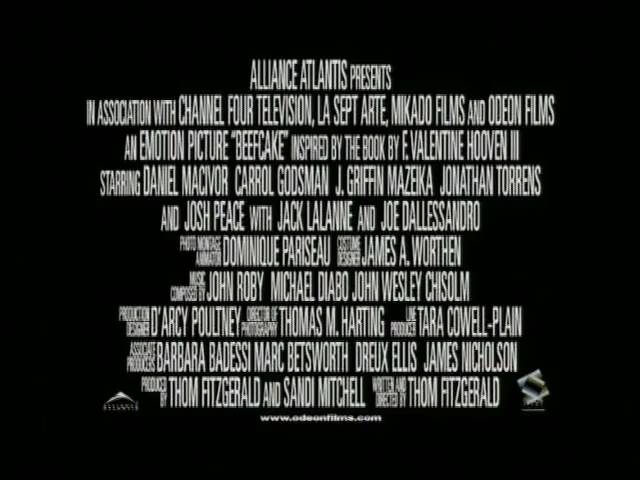 ALLIANCE ATLANTIS PRESENTS
IN ASSOCIATION WITH CHANNEL FOUR TELEVISION, LA SEPT ARTE, MIKADO FILMS AND ODEON FILMS
AN EMOTION PICTURE "BEEFCAKE" INSPIRED BY THE BOOK BY F. VALENTINE HOOVEN III
STARRING DANIEL MACIVOR CARROL GODSMAN J. GRIFFIN MAZEIKA JONATHAN TORRENS
AND JOSH PEACE WITH JACK LALANNE AND JOE DALLESSANDRO
PHOTO MONTAGE ANIMATOR DOMINIQUE PARISEAU COSTUME DESIGNER JAMES A. WORTHEN
MUSIC COMPOSED BY JOHN ROBY MICHAEL DIABO JOHN WESLEY CHISOLM
PRODUCTION DESIGNER D'ARCY POULTNEY DIRECTOR OF PHOTOGRAPHY THOMAS M. HARTING LINE PRODUCER TARA COWELL-PLAIN
ASSOCIATE PRODUCERS BARBARA BADESSI MARC BETSWORTH DREUX ELLIS JAMES NICHOLSON
PRODUCED BY THOM FITZGERALD AND SANDI MITCHELL WRITTEN AND DIRECTED BY THOM FITZGERALD
ALLIANCE ATLANTIS
www.odeonfilms.com